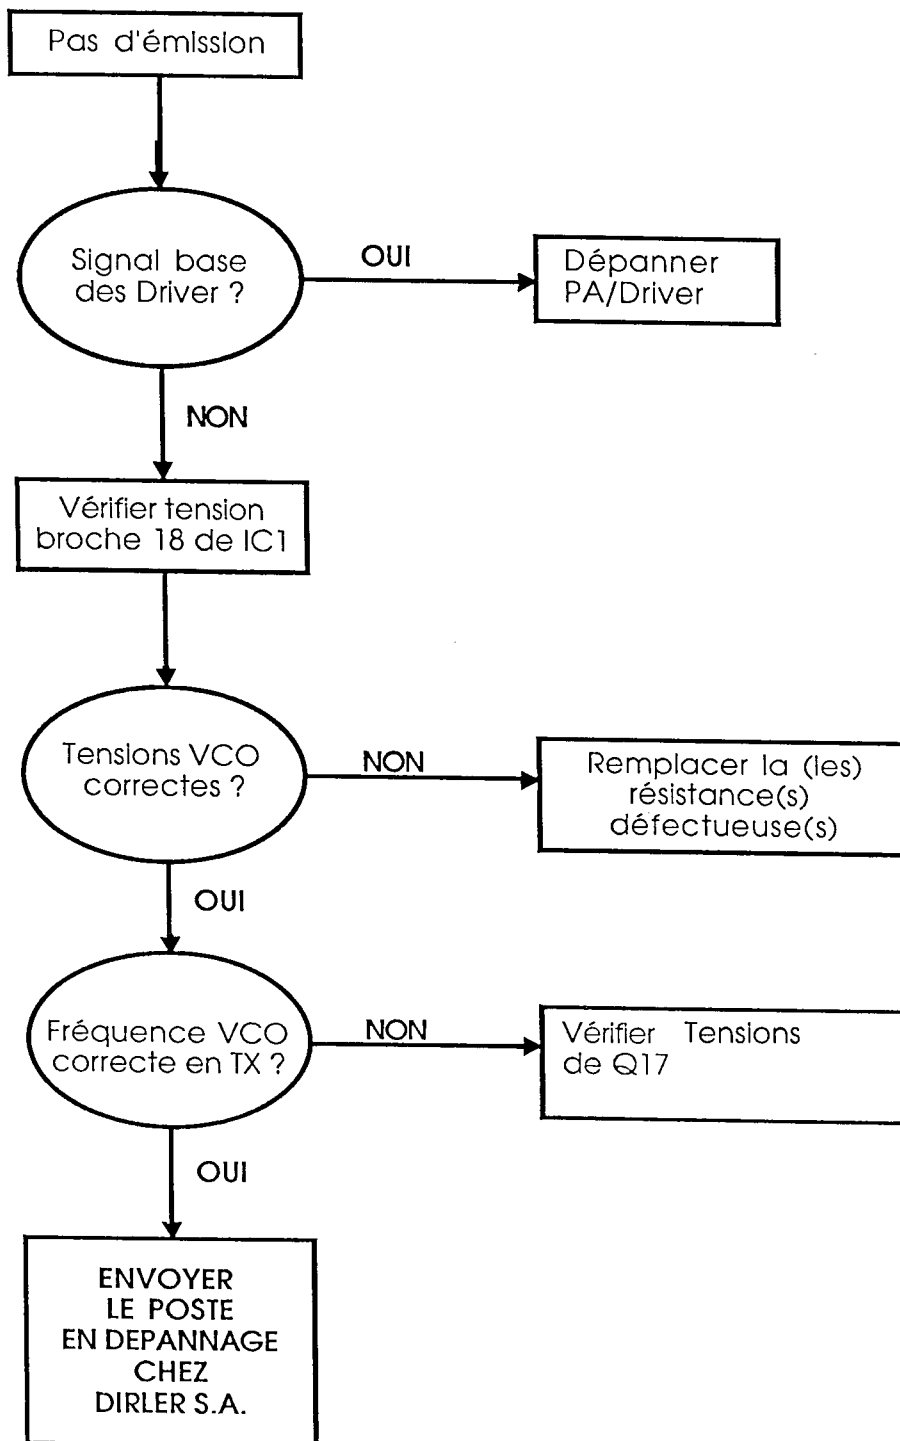 Pas d'émission
Signal base
des Driver ?
OUI
Dépanner
PA/Driver
NON
Vérifier tension
broche 18 de IC1
Tensions VCO
correctes ?
NON
Remplacer la (les)
résistance(s)
défectueuse(s)
OUI
Fréquence VCO
correcte en TX ?
NON
Vérifier Tensions
de Q17
OUI
ENVOYER
LE POSTE
EN DEPANNAGE
CHEZ
DIRLER S.A.